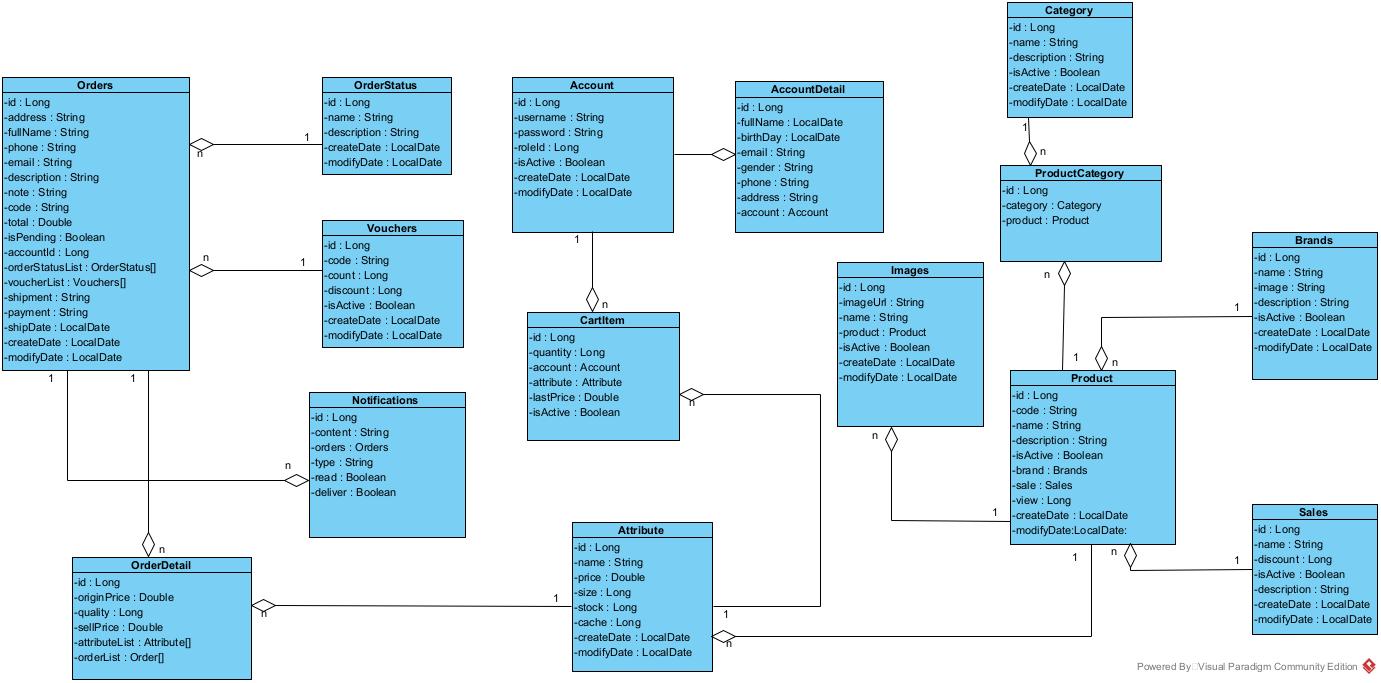 Orders
-id : Long
-address : String
-fullName : String
-phone : String
-email : String
-description : String
-note : String
-code : String
-total : Double
-isPending : Boolean
-accountId : Long
-orderStatusList : OrderStatus[]
-voucherList : Vouchers[]
-shipment : String
-payment : String
-shipDate : LocalDate
-createDate : LocalDate
-modifyDate : LocalDate
n
1
n
1
1
1
OrderStatus
-id : Long
-name : String
-description : String
-createDate : LocalDate
-modifyDate : LocalDate
Vouchers
-id : Long
-code : String
-count : Long
-discount : Long
-isActive : Boolean
-createDate : LocalDate
-modifyDate : LocalDate
Notifications
-id : Long
-content : String
-orders : Orders
-type : String
-read : Boolean
-deliver : Boolean
n
n
OrderDetail
-id : Long
-originPrice : Double
-quality : Long
-sellPrice : Double
-attributeList : Attribute[]
-orderList : Order[]
n
1
Account
-id : Long
-username : String
-password : String
-roleId : Long
-isActive : Boolean
-createDate : LocalDate
-modifyDate : LocalDate
1
n
AccountDetail
-id : Long
-fullName : LocalDate
-birthDay : LocalDate
-email : String
-gender : String
-phone : String
-address : String
-account : Account
CartItem
-id : Long
-quantity : Long
-account : Account
-attribute : Attribute
-lastPrice : Double
-isActive : Boolean
n
Attribute
-id : Long
-name : String
-price : Double
-size : Long
-stock : Long
-cache : Long
-createDate : LocalDate
-modifyDate : LocalDate
1
n
Images
-id : Long
-imageUrl : String
-name : String
-product : Product
-isActive : Boolean
-createDate : LocalDate
-modifyDate : LocalDate
n
1
Category
-id : Long
-name : String
-description : String
-isActive : Boolean
-createDate : LocalDate
-modifyDate : LocalDate
1
n
ProductCategory
-id : Long
-category : Category
-product : Product
n
1
n
1
Brands
-id : Long
-name : String
-image : String
-description : String
-isActive : Boolean
-createDate : LocalDate
-modifyDate : LocalDate
Product
-id : Long
-code : String
-name : String
-description : String
-isActive : Boolean
-brand : Brands
-sale : Sales
-view : Long
-createDate : LocalDate
-modifyDate:LocalDate:
1
n
1
Sales
-id : Long
-name : String
-discount : Long
-isActive : Boolean
-description : String
-createDate : LocalDate
-modifyDate : LocalDate
Powered By Visual Paradigm Community Edition